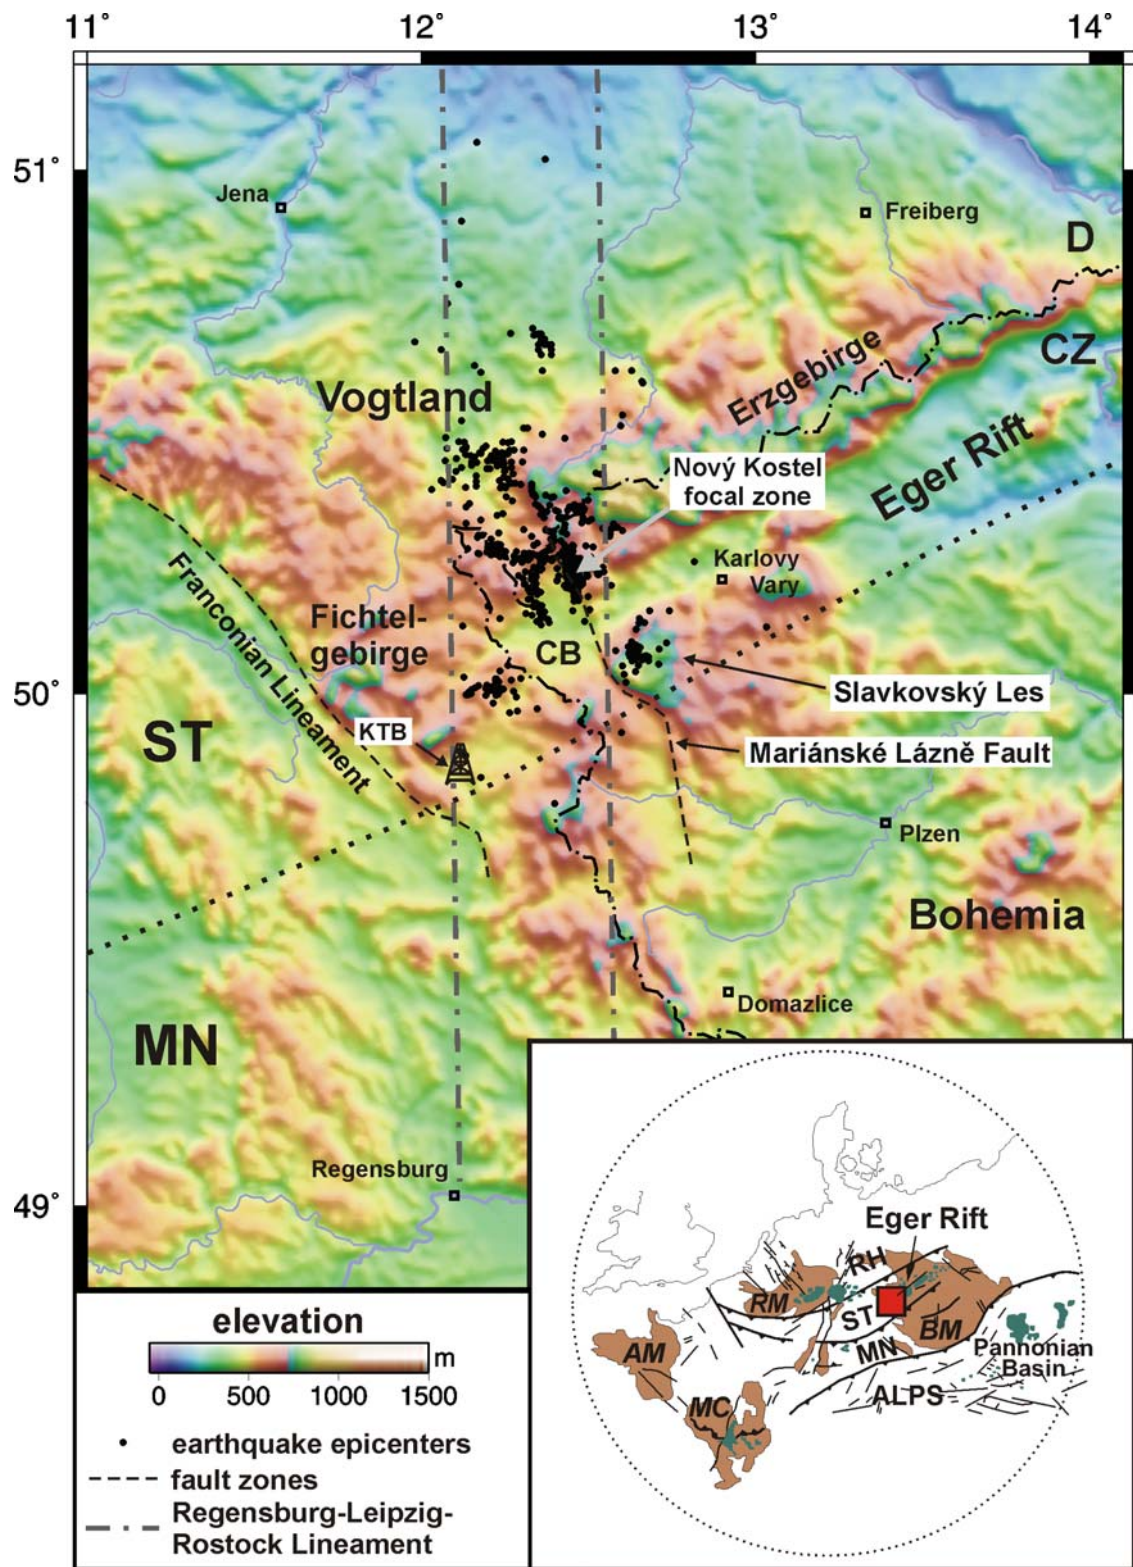 11° 12° 13° 14°
51°
Jena
Freiberg
D
CZ
Erzgebirge
Vogtland
Eger Rift
Nový Kostel
focal zone
Karlovy
Vary
Franconian Lineament
Fichtel-
gebirge
CB
50°
Slavkovský Les
ST
KTB
Mariánské Lázně Fault
Plzen
Bohemia
Domazlice
MN
Regensburg
49°
elevation
m
0 500 1000 1500
earthquake epicenters
fault zones
Regensburg-Leipzig-
Rostock Lineament
Eger Rift
RH
RM
ST
BM
MN
AM
Pannonian
Basin
ALPS
MC